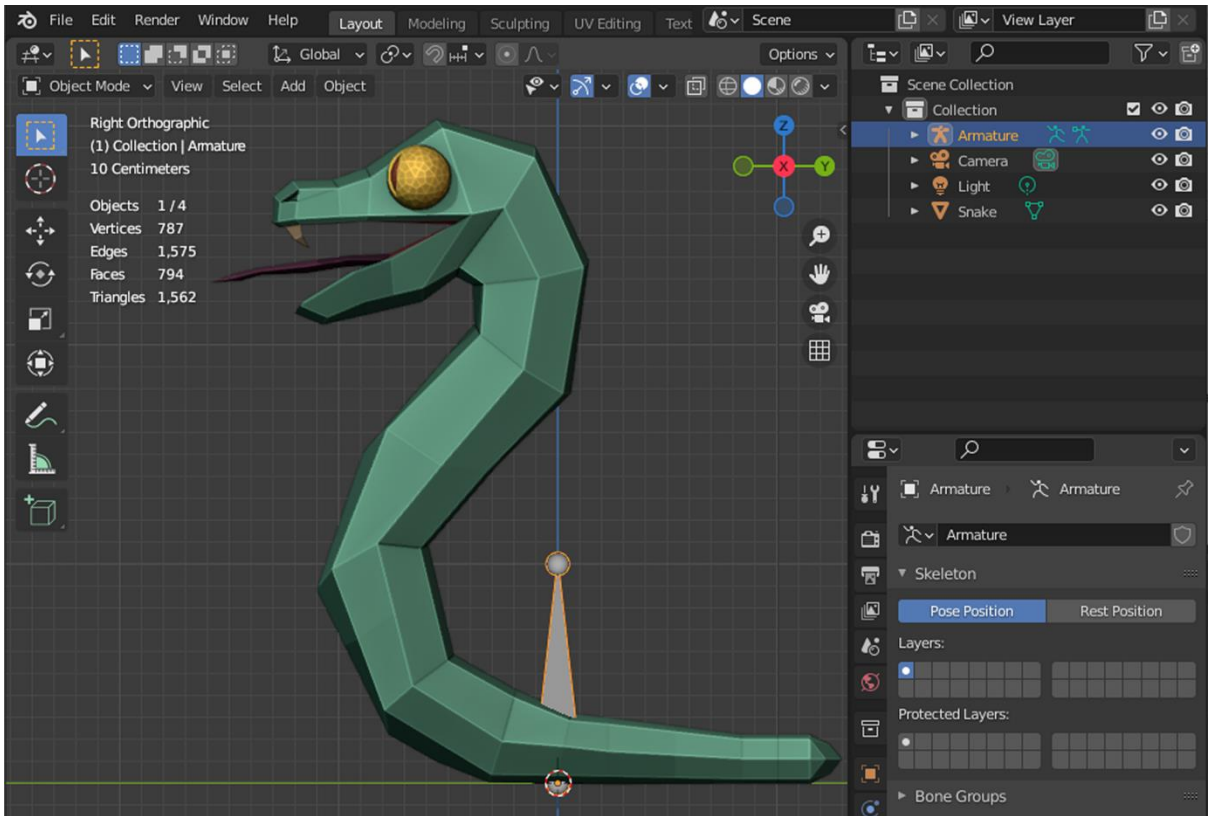 File Edit Render Window Help Layout Modeling Sculpting UV Editing Text Scene View Layer
Global Options
Object Mode View Select Add Object
Right Orthographic
(1) Collection | Armature
10 Centimeters
Objects 1/4
Vertices 787
Edges 1,575
Faces 794
Triangles 1,562
Z
X
Y
Scene Collection
Collection
Armature
Camera
Light
Snake
Armature Armature
Armature
Skeleton
Pose Position Rest Position
Layers:
Protected Layers:
Bone Groups